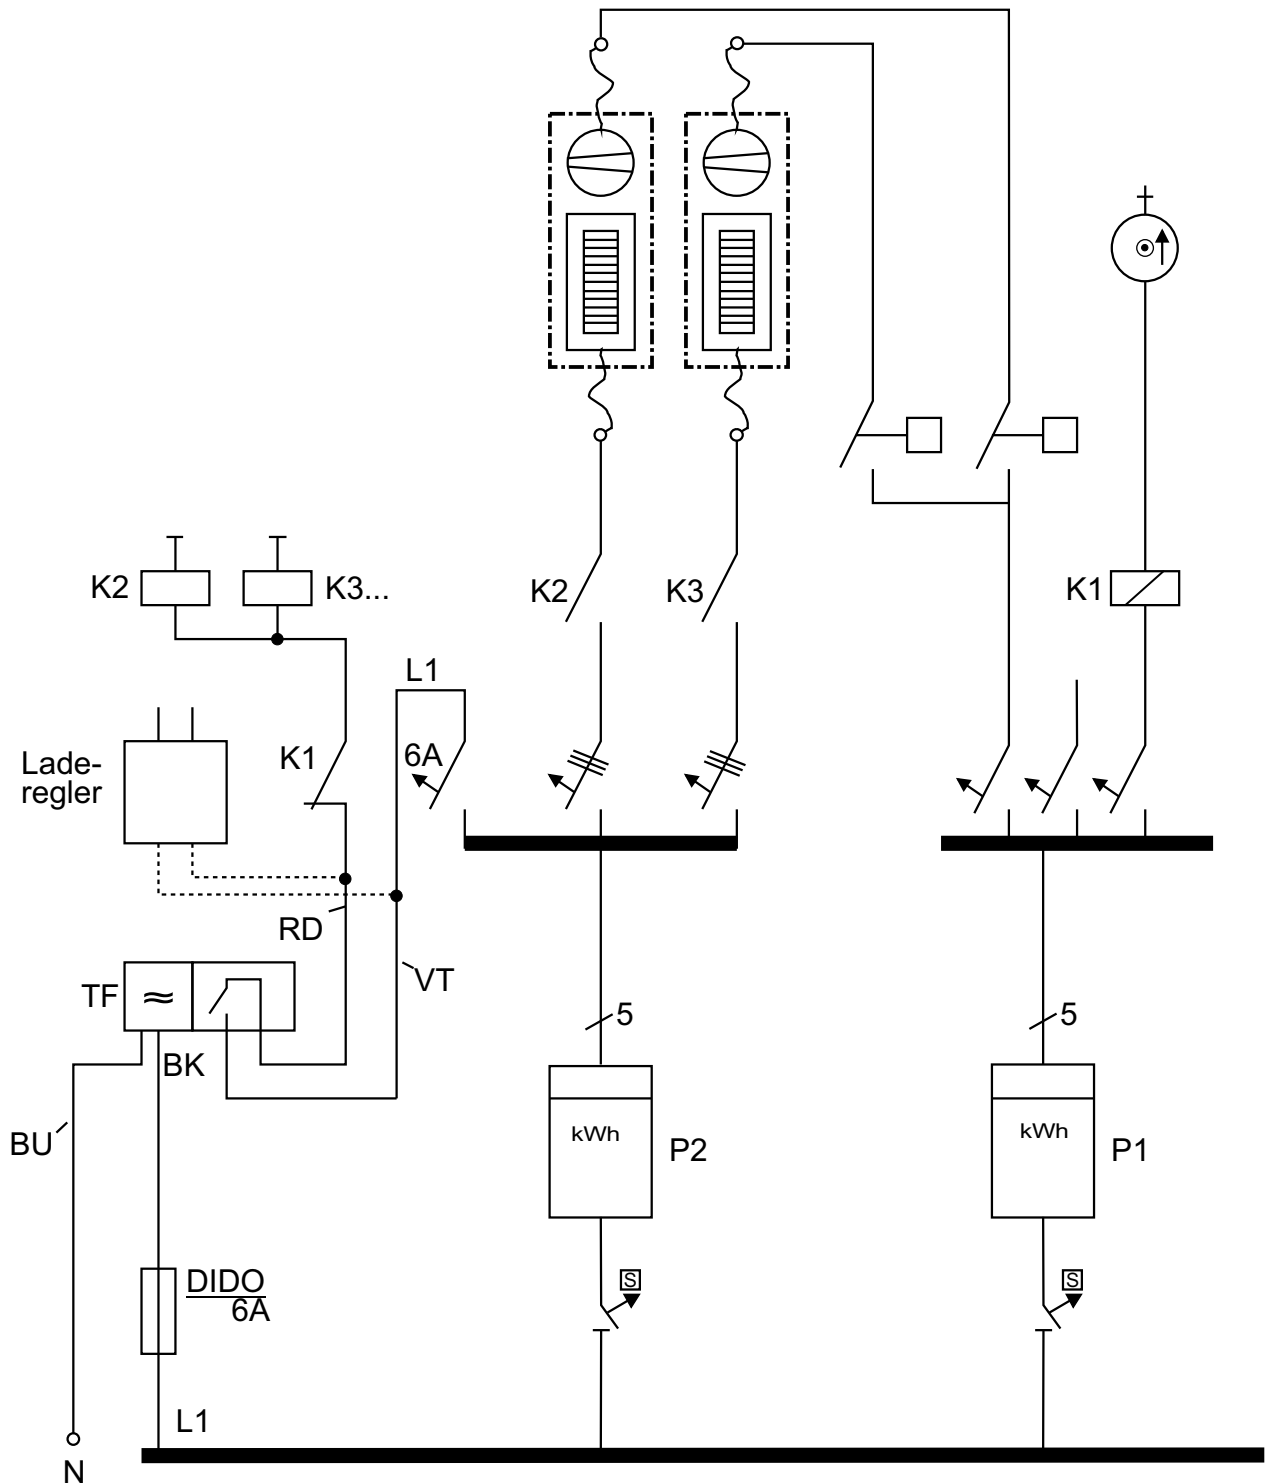 K2
K3...
K2
K3
K1
L1
K1
6A
Lade-
regler
RD
VT
TF
≈
5
5
BK
BU
kWh
P2
kWh
P1
DIDO
6A
S
S
L1
N